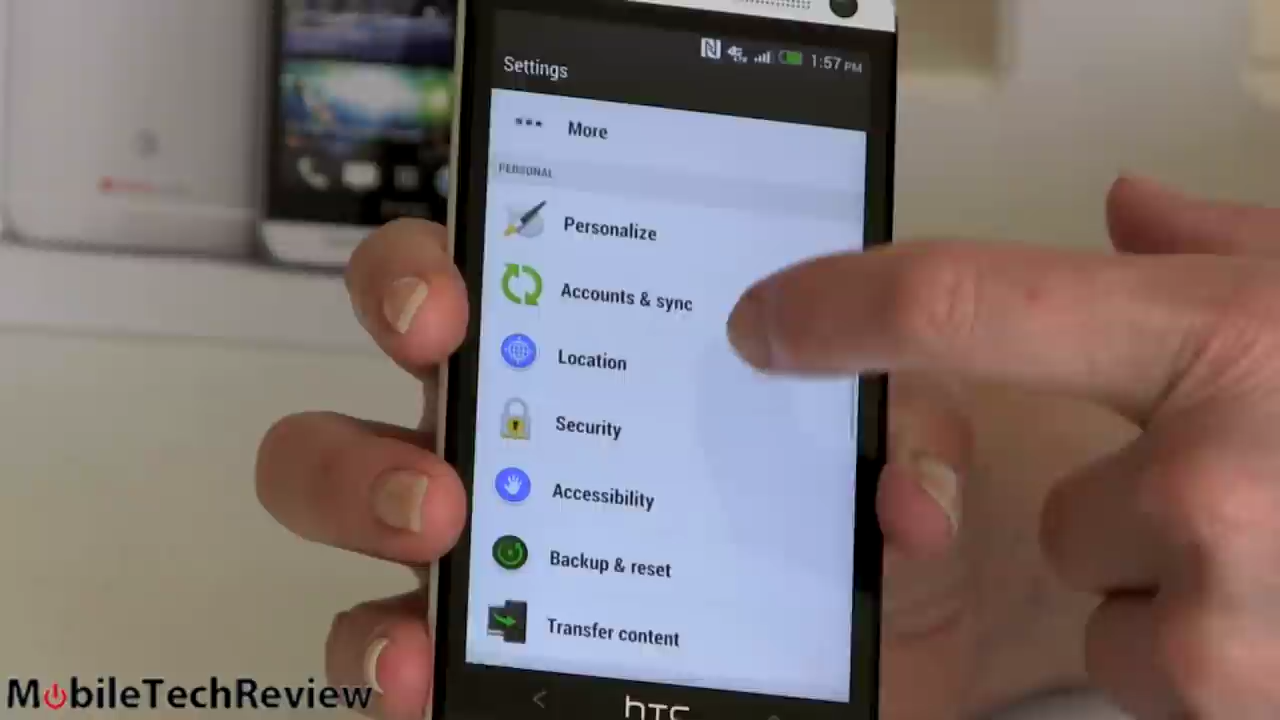 1:57 PM
Settings
More
PERSONAL
Personalize
Accounts & sync
Location
Security
Accessibility
Backup & reset
Transfer content
hTC
MobileTechReview